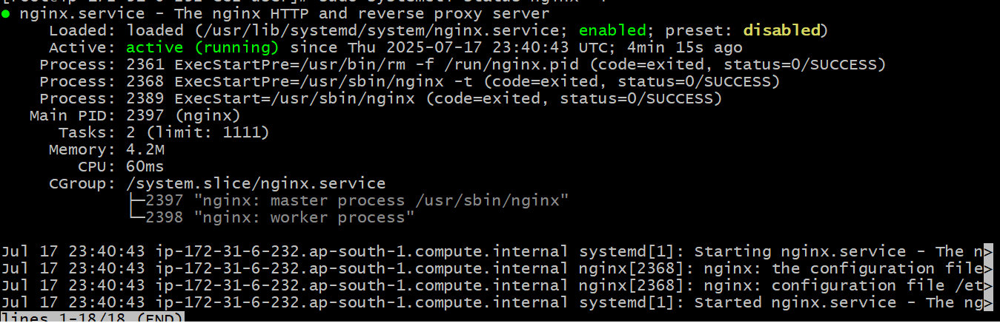 ● nginx.service - The nginx HTTP and reverse proxy server
Loaded: loaded (/usr/lib/systemd/system/nginx.service; enabled; preset: disabled)
Active: active (running) since Thu 2025-07-17 23:40:43 UTC; 4min 15s ago
Process: 2361 ExecStartPre=/usr/bin/rm -f /run/nginx.pid (code=exited, status=0/SUCCESS)
Process: 2368 ExecStartPre=/usr/sbin/nginx -t (code=exited, status=0/SUCCESS)
Process: 2389 ExecStart=/usr/sbin/nginx (code=exited, status=0/SUCCESS)
Main PID: 2397 (nginx)
Tasks: 2 (limit: 1111)
Memory: 4.2M
CPU: 60ms
CGroup: /system.slice/nginx.service
├─2397 "nginx: master process /usr/sbin/nginx"
└─2398 "nginx: worker process"
Jul 17 23:40:43 ip-172-31-6-232.ap-south-1.compute.internal systemd[1]: Starting nginx.service - The n>
Jul 17 23:40:43 ip-172-31-6-232.ap-south-1.compute.internal nginx[2368]: nginx: the configuration file>
Jul 17 23:40:43 ip-172-31-6-232.ap-south-1.compute.internal nginx[2368]: nginx: configuration file /et>
Jul 17 23:40:43 ip-172-31-6-232.ap-south-1.compute.internal systemd[1]: Started nginx.service - The ng>
lines 1-18/18 (END)